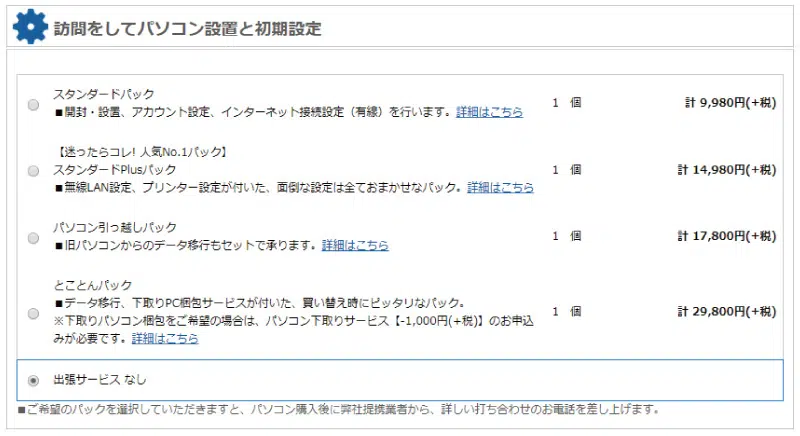 訪問をしてパソコン設置と初期設定
スタンダードパック
■開封・設置、アカウント設定、インターネット接続設定（有線）を行います。詳細はこちら
1 個
計 9,980円(+税)
【迷ったらコレ! 人気No.1パック】
スタンダードPlusパック
■無線LAN設定、プリンター設定が付いた、面倒な設定は全ておまかせなパック。詳細はこちら
1 個
計 14,980円(+税)
パソコン引っ越しパック
■旧パソコンからのデータ移行もセットで承ります。詳細はこちら
1 個
計 17,800円(+税)
とことんパック
■データ移行、下取りPC梱包サービスが付いた、買い替え時にピッタリなパック。
※下取りパソコン梱包をご希望の場合は、パソコン下取りサービス【-1,000円(+税)】のお申込
みが必要です。詳細はこちら
1 個
計 29,800円(+税)
出張サービス なし
■ご希望のパックを選択していただきますと、パソコン購入後に弊社提携業者から、詳しい打ち合わせのお電話を差し上げます。